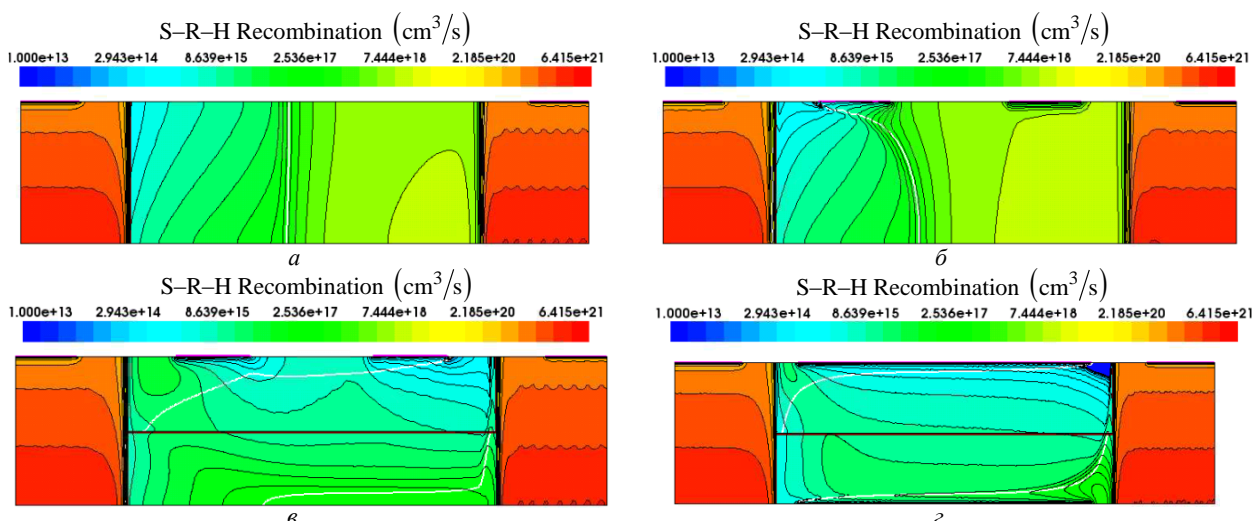 S–R–H Recombination (cm³/s)
1.000e+13 2.943e+14 8.639e+15 2.536e+17 7.444e+18 2.185e+20 6.415e+21
а
S–R–H Recombination (cm³/s)
1.000e+13 2.943e+14 8.639e+15 2.536e+17 7.444e+18 2.185e+20 6.415e+21
б
S–R–H Recombination (cm³/s)
1.000e+13 2.943e+14 8.639e+15 2.536e+17 7.444e+18 2.185e+20 6.415e+21
в
S–R–H Recombination (cm³/s)
1.000e+13 2.943e+14 8.639e+15 2.536e+17 7.444e+18 2.185e+20 6.415e+21
г